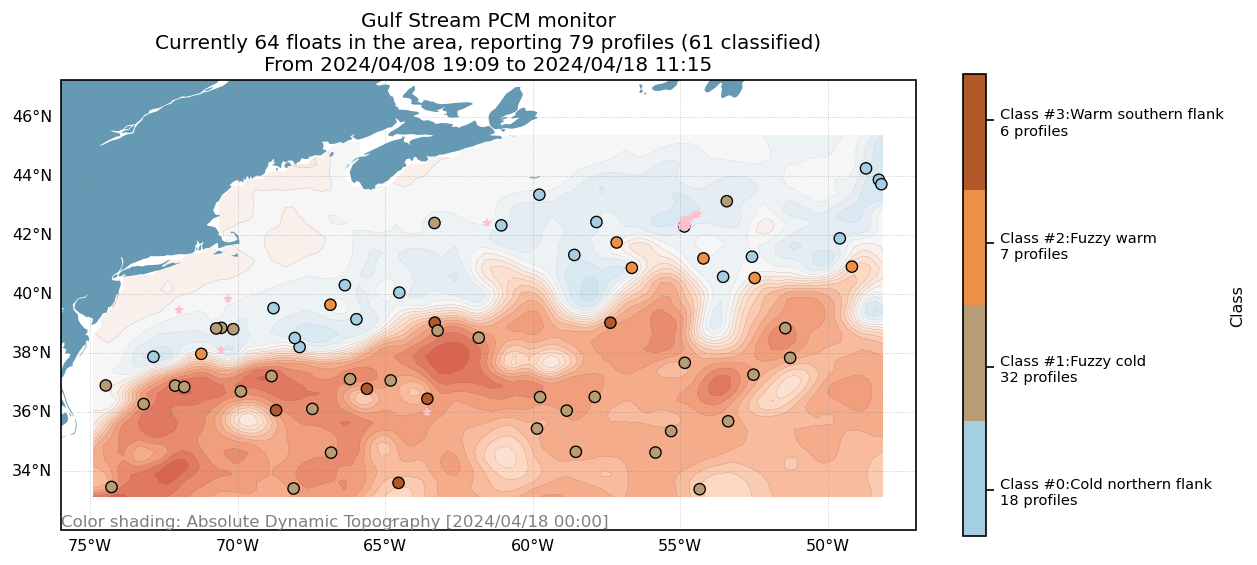 Gulf Stream PCM monitor
Currently 64 floats in the area, reporting 79 profiles (61 classified)
From 2024/04/08 19:09 to 2024/04/18 11:15
46°N
44°N
42°N
40°N
38°N
36°N
34°N
Color shading: Absolute Dynamic Topography [2024/04/18 00:00]
75°W
70°W
65°W
60°W
55°W
50°W
Class #3:Warm southern flank
6 profiles
Class #2:Fuzzy warm
7 profiles
Class #1:Fuzzy cold
32 profiles
Class #0:Cold northern flank
18 profiles
Class